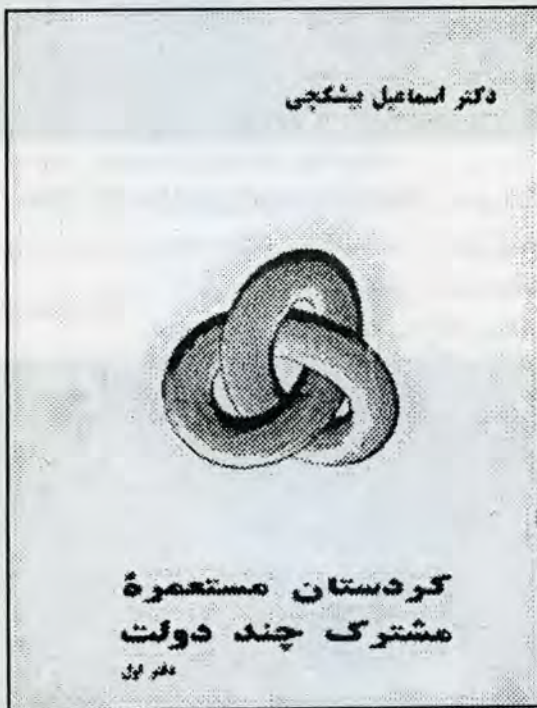 دکتر اسماعیل بیشکچی
کردستان مستعمرهٔ
مشترک چند دولت
دفتر اول